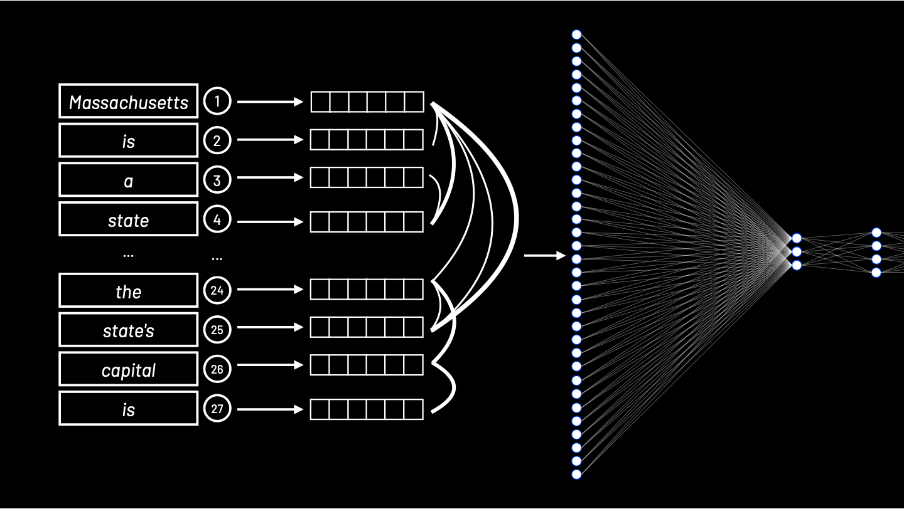 Massachusetts 1
is 2
a 3
state 4
... ...
the 24
state's 25
capital 26
is 27